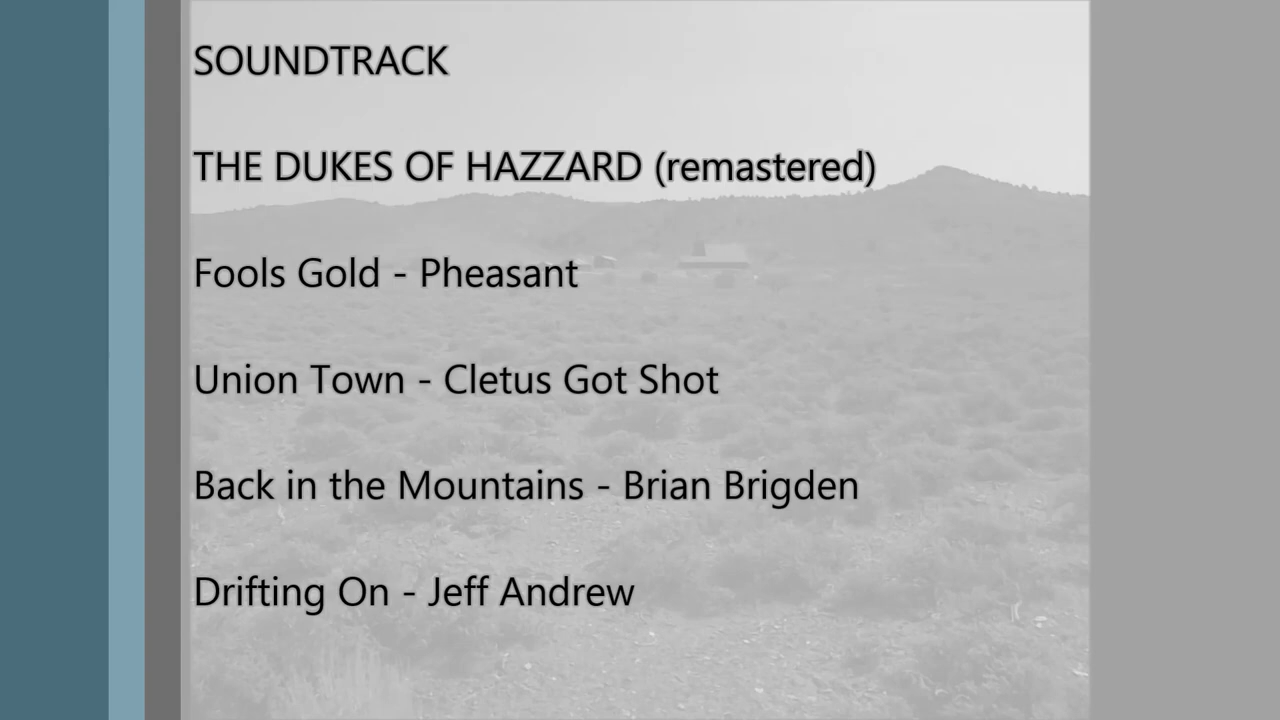 SOUNDTRACK
THE DUKES OF HAZZARD (remastered)
Fools Gold - Pheasant
Union Town - Cletus Got Shot
Back in the Mountains - Brian Brigden
Drifting On - Jeff Andrew